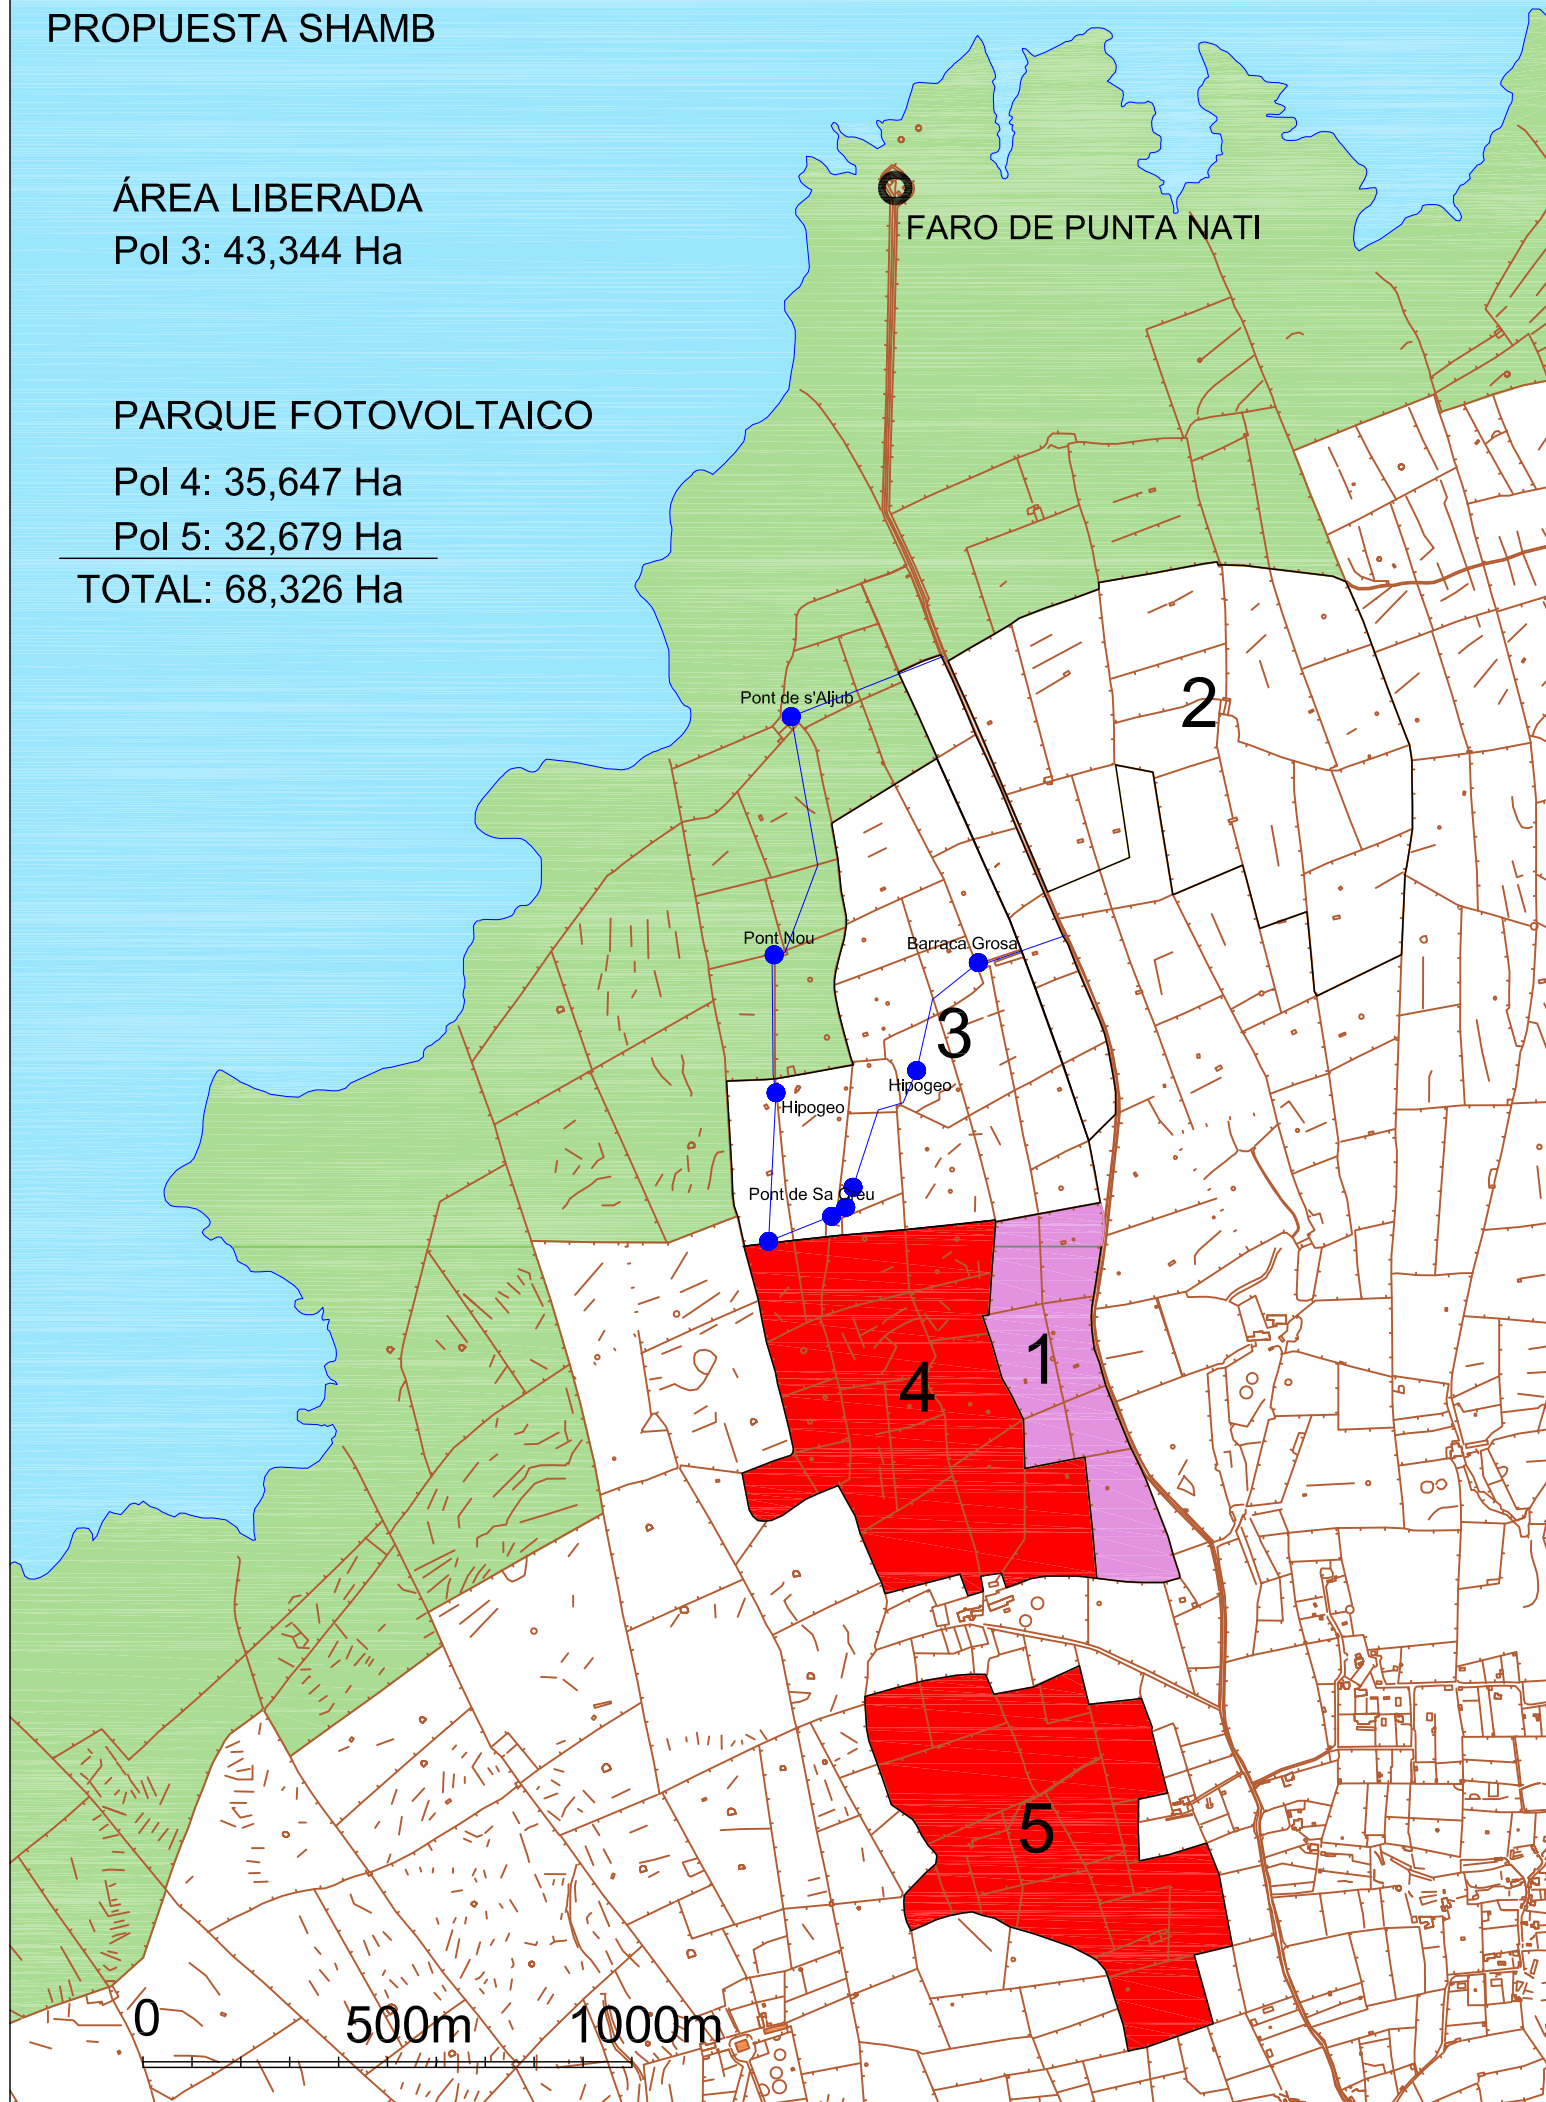 PROPUESTA SHAMB
ÁREA LIBERADA
Pol 3: 43,344 Ha
FARO DE PUNTA NATI
PARQUE FOTOVOLTAICO
Pol 4: 35,647 Ha
Pol 5: 32,679 Ha
TOTAL: 68,326 Ha
2
Pont de s'Aljub
Pont Nou
Barraca Grosa
3
Hipogeo
Hipogeo
Pont de Sa Creu
1
4
5
0
500m
1000m